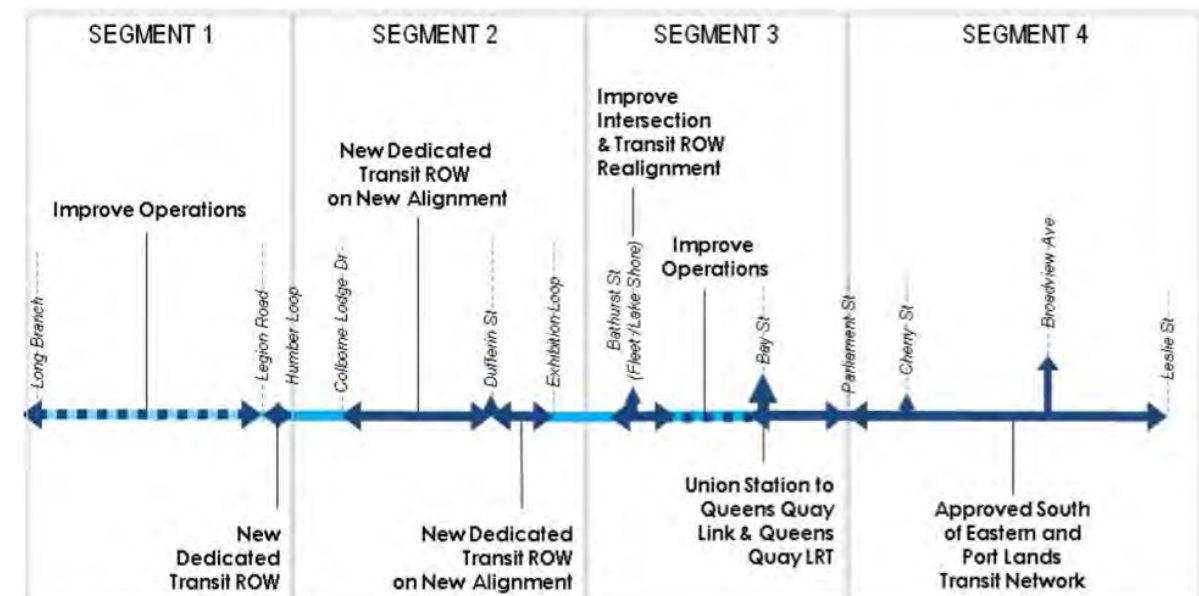 SEGMENT 1
SEGMENT 2
SEGMENT 3
SEGMENT 4
Improve Operations
New Dedicated
Transit ROW
on New Alignment
Improve
Intersection
& Transit ROW
Realignment
Improve
Operations
Long Branch
Legion Road
Humber Loop
Colborne Lodge Dr
Dufferin St
Exhibition Loop
Bathurst St
(Fleet /Lake Shore)
Bay St
Parliament St
Cherry St
Broadview Ave
Leslie St
New
Dedicated
Transit ROW
New Dedicated
Transit ROW
on New Alignment
Union Station to
Queens Quay
Link & Queens
Quay LRT
Approved South
of Eastern and
Port Lands
Transit Network